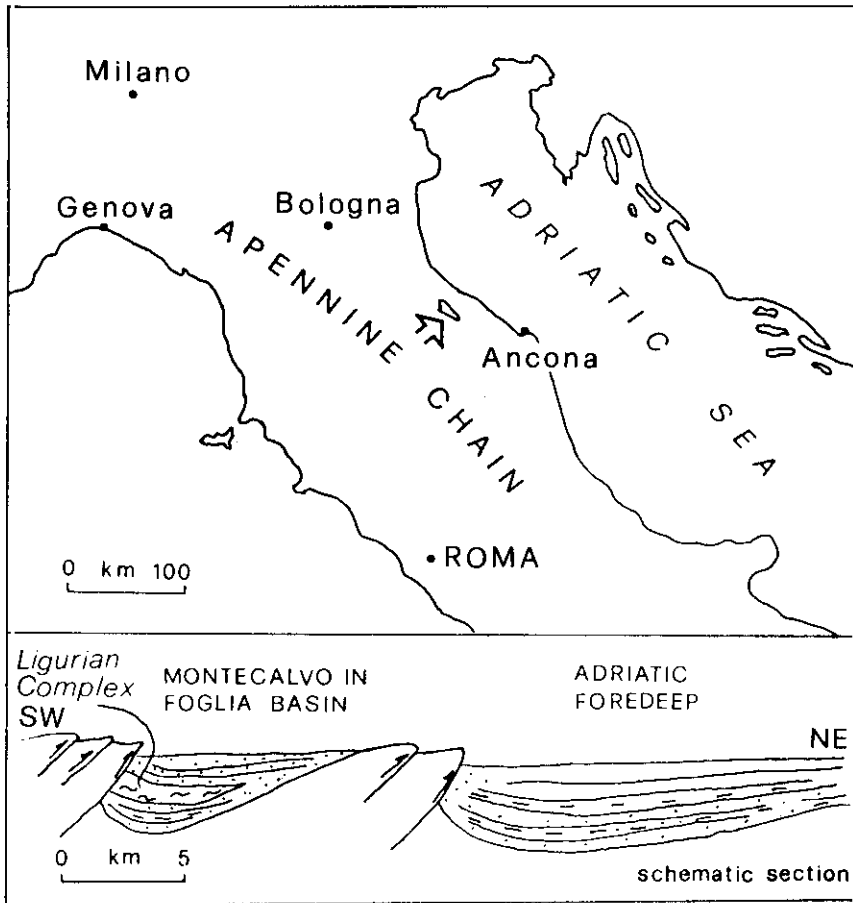 Milano
Genova
Bologna
APENNINE CHAIN
ADRIATIC SEA
Ancona
ROMA
0 km 100
Ligurian
Complex
SW
MONTECALVO IN
FOGLIA BASIN
ADRIATIC
FOREDEEP
NE
0 km 5
schematic section